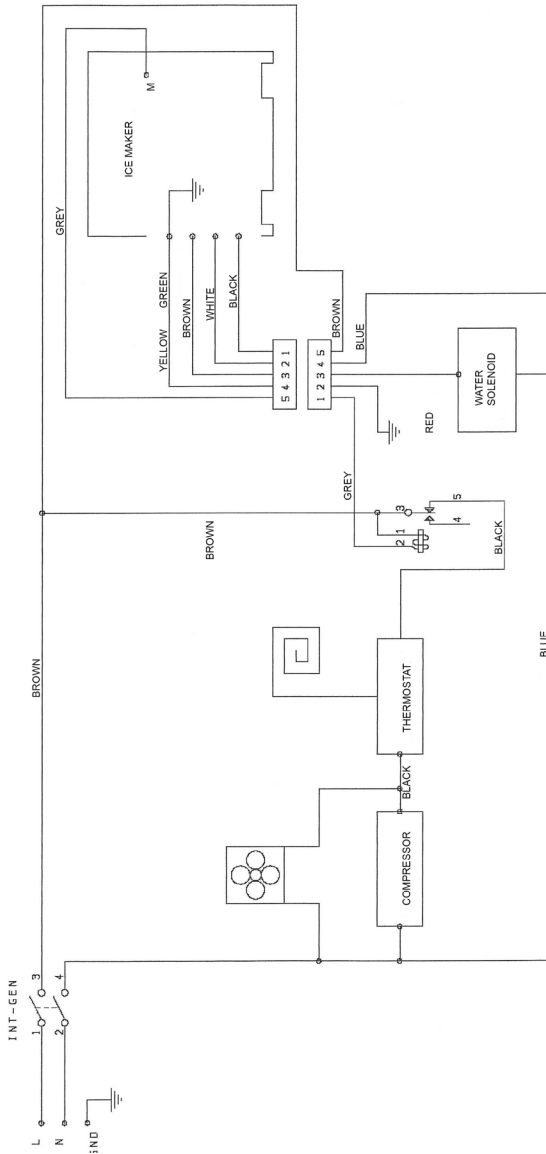 INT-GEN
L
N
GND
1
3
2
4
BROWN
BROWN
GREY
M
ICE MAKER
YELLOW
GREEN
BROWN
WHITE
BLACK
5 4 3 2 1
1 2 3 4 5
BROWN
BLUE
GREY
RED
WATER
SOLENOID
2
1
3
4
5
BLACK
THERMOSTAT
BLACK
COMPRESSOR
BLUE